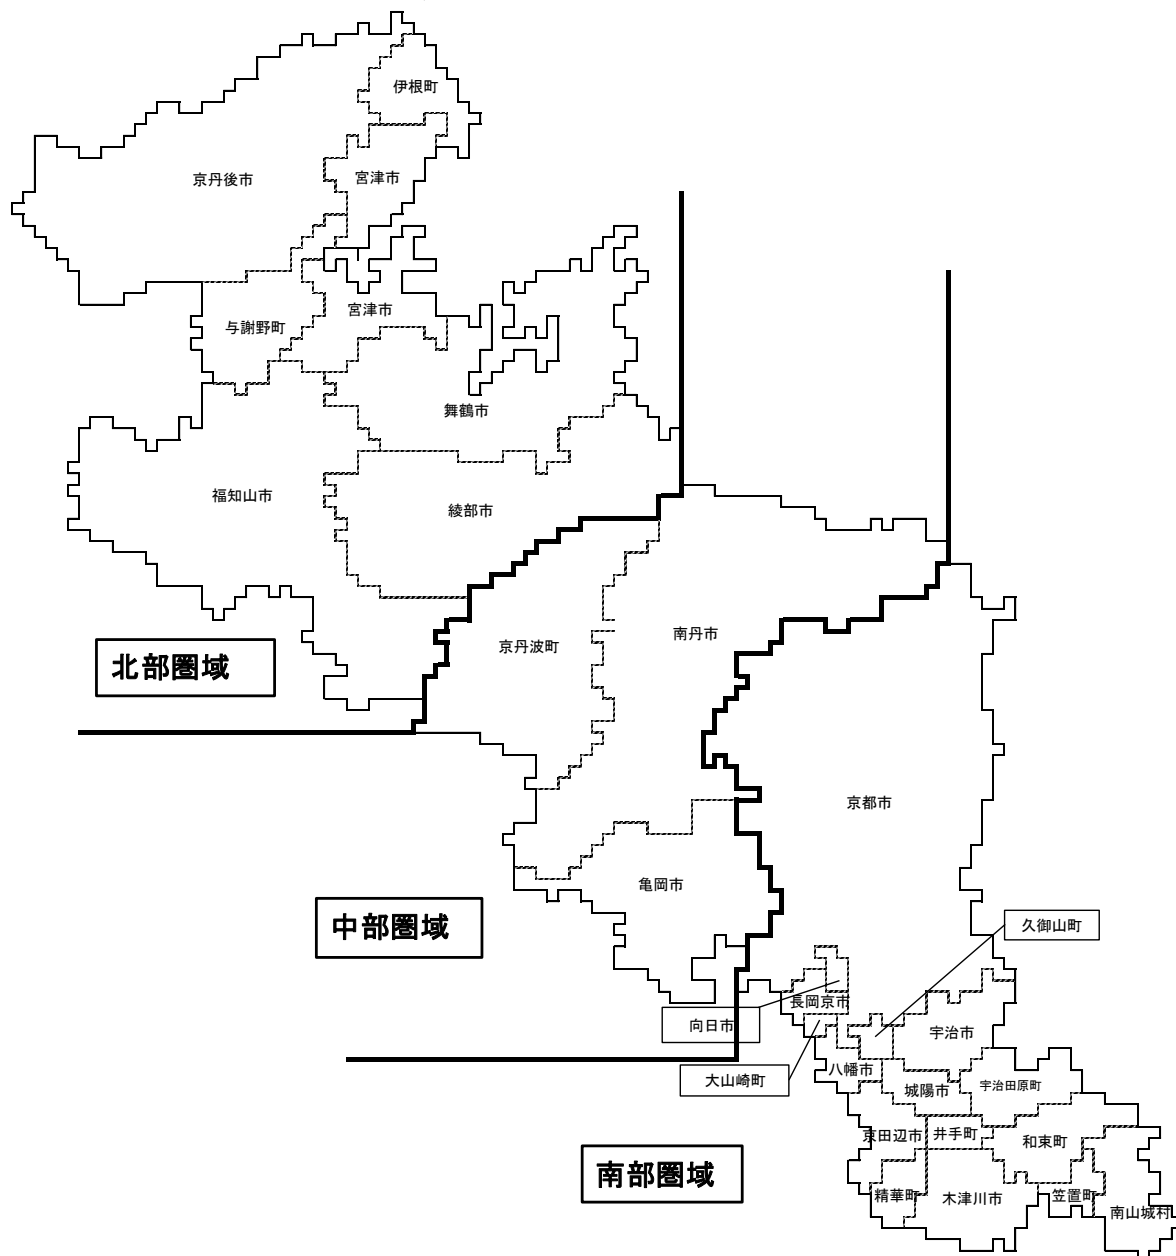 伊根町
京丹後市
宮津市
宮津市
与謝野町
舞鶴市
福知山市
綾部市
南丹市
京丹波町
北部圏域
京都市
亀岡市
中部圏域
久御山町
長岡京市
向日市
宇治市
八幡市
大山崎町
城陽市
宇治田原町
京田辺市
井手町
和束町
南部圏域
精華町
木津川市
笠置町
南山城村